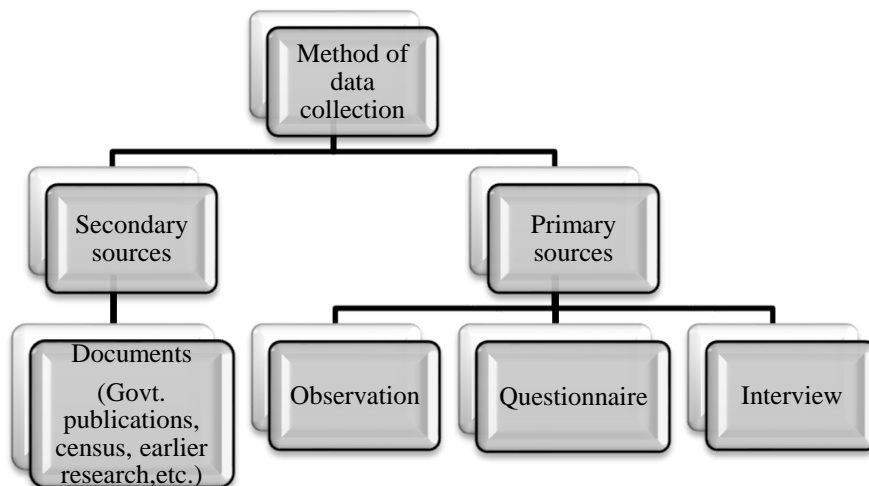 Method of
data
collection
Secondary
sources
Primary
sources
Documents
(Govt.
publications,
census, earlier
research,etc.)
Observation
Questionnaire
Interview